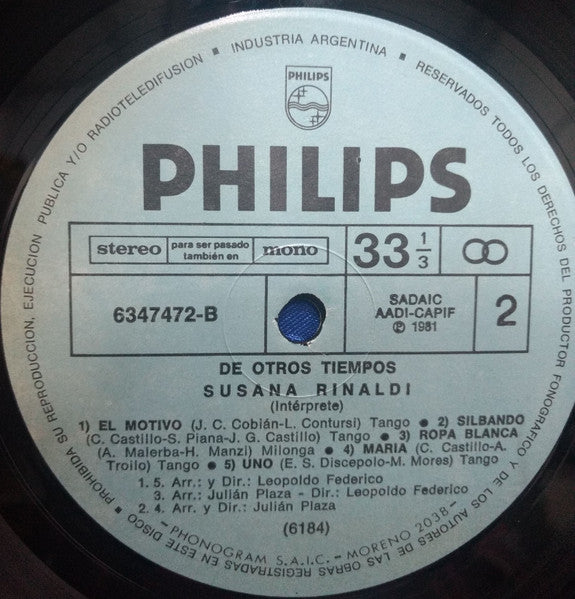 PHILIPS
INDUSTRIA ARGENTINA ▪ RESERVADOS TODOS LOS DERECHOS DEL PRODUCTOR FONOGRAFICO Y DE LOS AUTORES DE LAS OBRAS REGISTRADAS EN ESTE DISCO ▪ PROHIBIDA SU REPRODUCCION, EJECUCION PUBLICA Y/O RADIOTELEDIFUSION ▪
PHILIPS
stereo para ser pasado también en mono
33 1/3
6347472-B
SADAIC
AADI-CAPIF
℗ 1981
2
DE OTROS TIEMPOS
SUSANA RINALDI
(Intérprete)
1) EL MOTIVO (J. C. Cobián-L. Contursi) Tango ● 2) SILBANDO
(C. Castillo-S. Piana-J. G. Castillo) Tango ● 3) ROPA BLANCA
(A. Malerba-H. Manzi) Milonga ● 4) MARIA (C. Castillo-A.
Troilo) Tango ● 5) UNO (E. S. Discepolo-M. Mores) Tango
1.5. Arr.: y Dir.: Leopoldo Federico
3. Arr.: Julián Plaza - Dir.: Leopoldo Federico
2.4. Arr. y Dir.: Julián Plaza
(6184)
-PHONOGRAM S.A.I.C. - MORENO 2038-